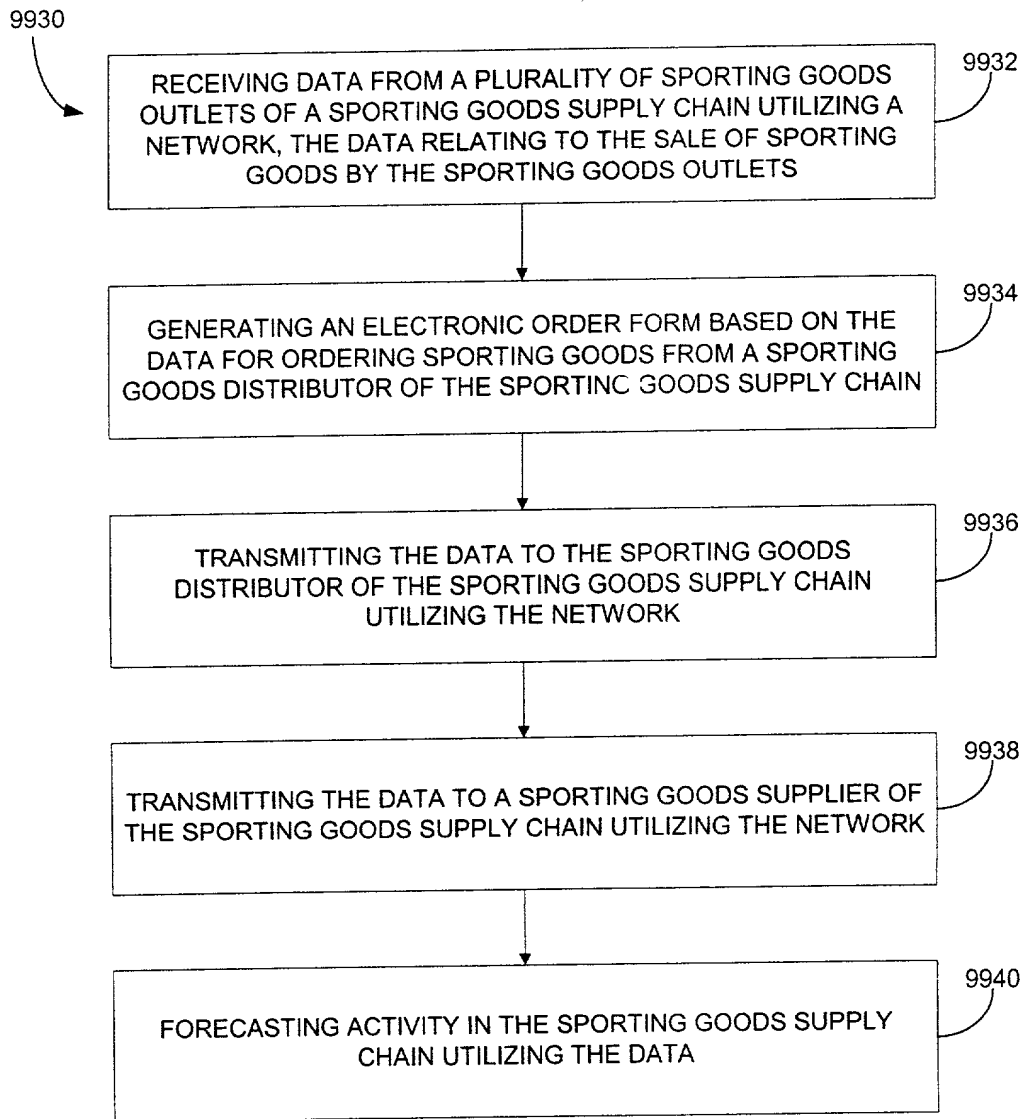 9930
9932
RECEIVING DATA FROM A PLURALITY OF SPORTING GOODS
OUTLETS OF A SPORTING GOODS SUPPLY CHAIN UTILIZING A
NETWORK, THE DATA RELATING TO THE SALE OF SPORTING
GOODS BY THE SPORTING GOODS OUTLETS
9934
GENERATING AN ELECTRONIC ORDER FORM BASED ON THE
DATA FOR ORDERING SPORTING GOODS FROM A SPORTING
GOODS DISTRIBUTOR OF THE SPORTING GOODS SUPPLY CHAIN
9936
TRANSMITTING THE DATA TO THE SPORTING GOODS
DISTRIBUTOR OF THE SPORTING GOODS SUPPLY CHAIN
UTILIZING THE NETWORK
9938
TRANSMITTING THE DATA TO A SPORTING GOODS SUPPLIER OF
THE SPORTING GOODS SUPPLY CHAIN UTILIZING THE NETWORK
9940
FORECASTING ACTIVITY IN THE SPORTING GOODS SUPPLY
CHAIN UTILIZING THE DATA